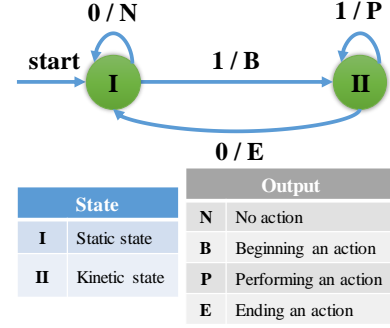 0 / N
1 / P
start
I
1 / B
II
0 / E
State
I Static state
II Kinetic state
Output
N No action
B Beginning an action
P Performing an action
E Ending an action